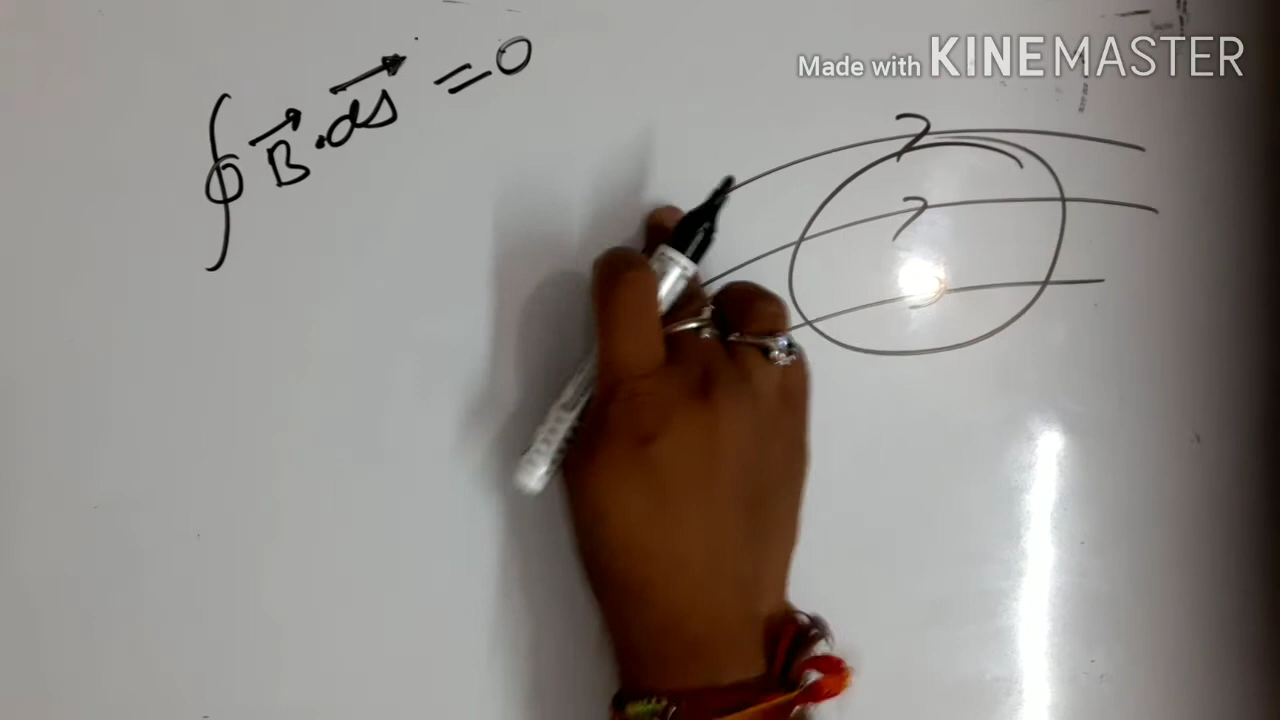 ∮ B⃗ · ds⃗ = 0
Made with KINEMASTER